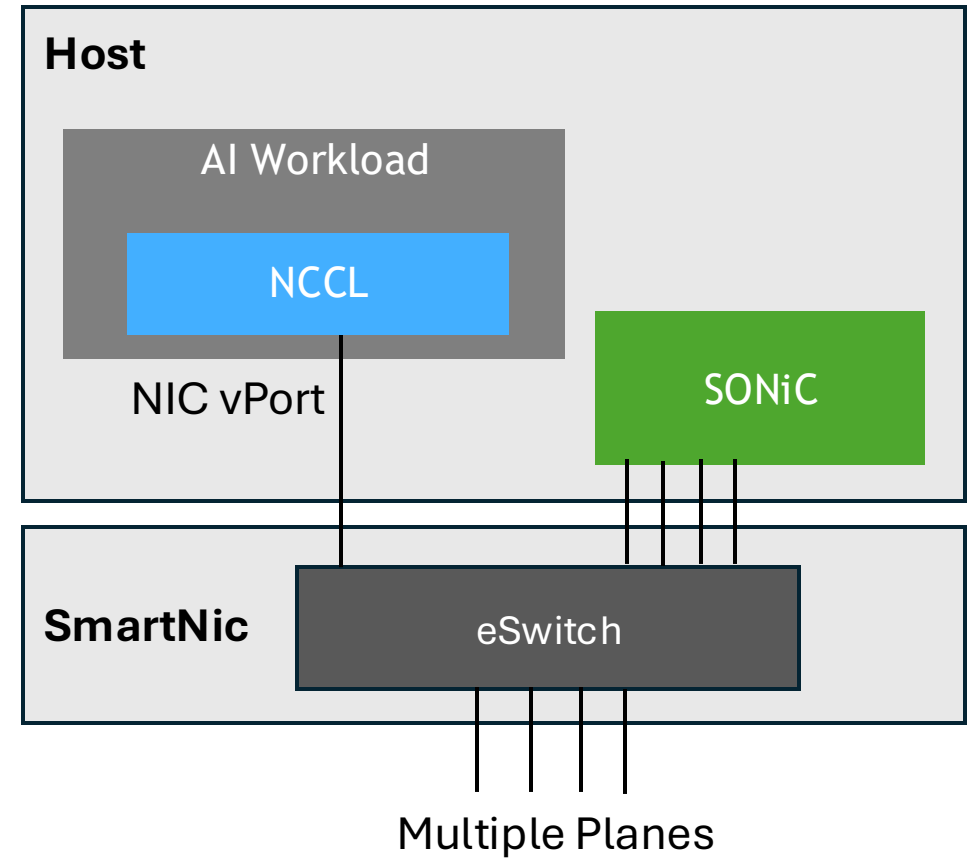 Host
AI Workload
NCCL
NIC vPort
SONiC
SmartNic
eSwitch
Multiple Planes